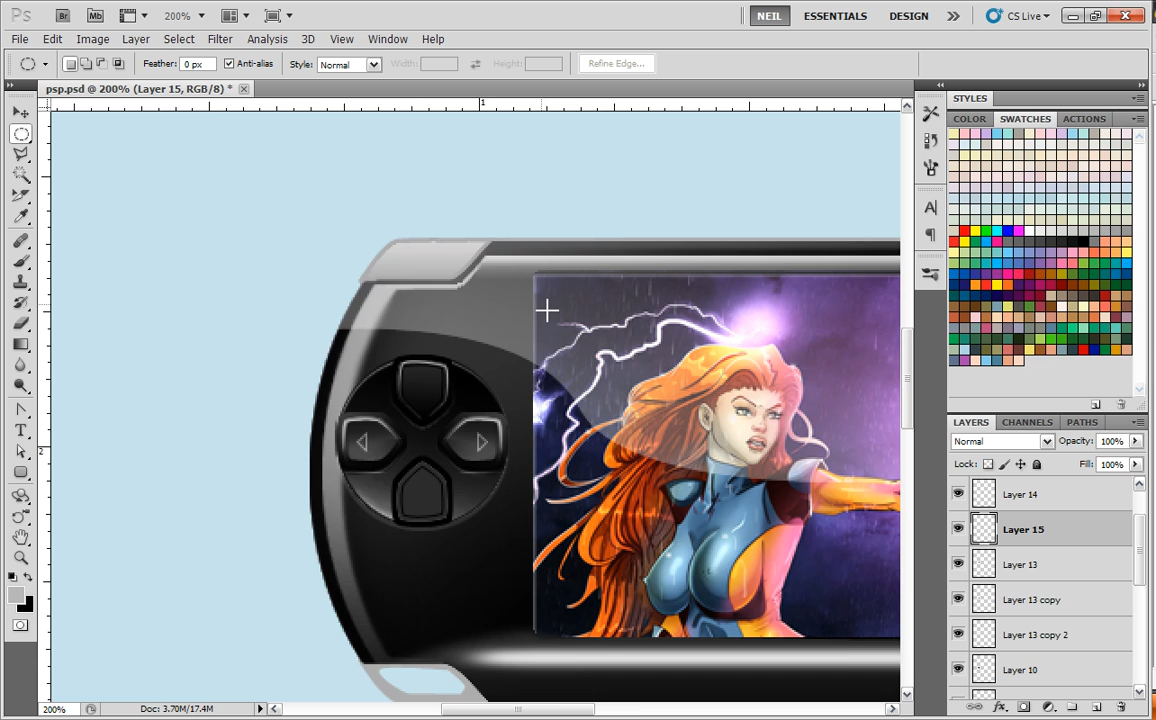 Ps Br Mb 200% NEIL ESSENTIALS DESIGN CS Live
File Edit Image Layer Select Filter Analysis 3D View Window Help
Feather: 0 px Anti-alias Style: Normal Width: Height: Refine Edge...
psp.psd @ 200% (Layer 15, RGB/8) *
1
2
STYLES
COLOR SWATCHES ACTIONS
LAYERS CHANNELS PATHS
Normal Opacity: 100%
Lock: Fill: 100%
Layer 14
Layer 15
Layer 13
Layer 13 copy
Layer 13 copy 2
Layer 10
200% Doc: 3.70M/17.4M